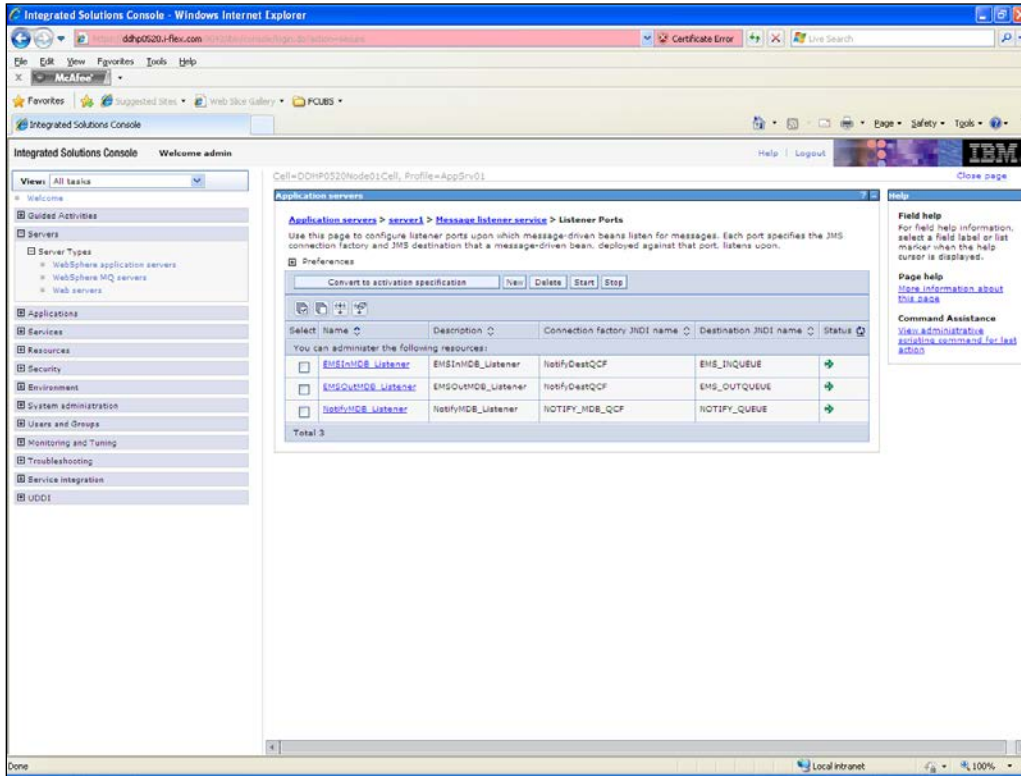 Integrated Solutions Console - Windows Internet Explorer
ddhp0520.i-flex.com
Certificate Error
Live Search
File Edit View Favorites Tools Help
X McAfee
Favorites Suggested Sites Web Slice Gallery FCUBS
Integrated Solutions Console
Page Safety Tools
Integrated Solutions Console Welcome admin
Help | Logout
IBM
View: All tasks
Welcome
Guided Activities
Servers
Server Types
WebSphere application servers
WebSphere MQ servers
Web servers
Applications
Services
Resources
Security
Environment
System administration
Users and Groups
Monitoring and Tuning
Troubleshooting
Service integration
UDDI
Cell=DDHP0520Node01Cell, Profile=AppSrv01
Close page
Application servers
Application servers > server1 > Message listener service > Listener Ports
Use this page to configure listener ports upon which message-driven beans listen for messages. Each port specifies the JMS
connection factory and JMS destination that a message-driven bean, deployed against that port, listens upon.
Preferences
Convert to activation specification New Delete Start Stop
Select Name Description Connection factory JNDI name Destination JNDI name Status
You can administer the following resources:
EMSInMDB_Listener EMSInMDB_Listener NotifyDestQCF EMS_INQUEUE
EMSOutMDB_Listener EMSOutMDB_Listener NotifyDestQCF EMS_OUTQUEUE
NotifyMDB_Listener NotifyMDB_Listener NOTIFY_MDB_QCF NOTIFY_QUEUE
Total 3
Help
Field help
For field help information,
select a field label or list
marker when the help
cursor is displayed.
Page help
More information about
this page
Command Assistance
View administrative
scripting command for last
action
Done
Local intranet
100%